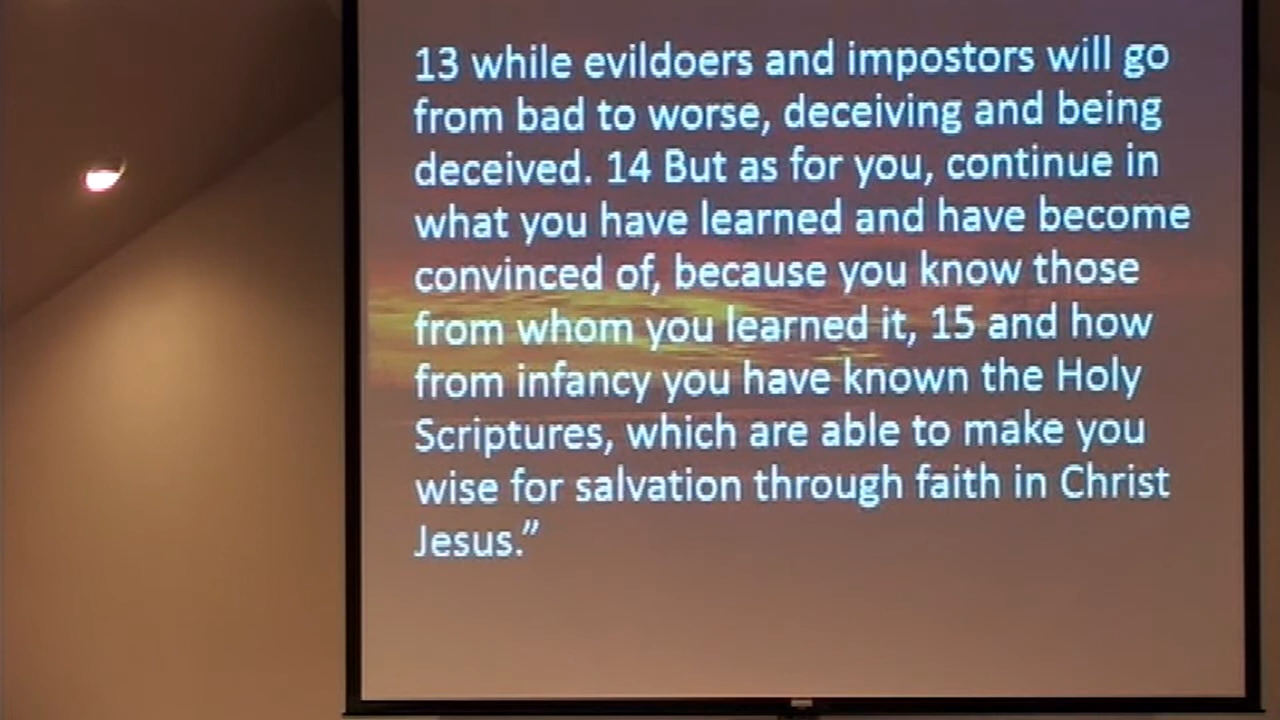 13 while evildoers and impostors will go
from bad to worse, deceiving and being
deceived. 14 But as for you, continue in
what you have learned and have become
convinced of, because you know those
from whom you learned it, 15 and how
from infancy you have known the Holy
Scriptures, which are able to make you
wise for salvation through faith in Christ
Jesus.”